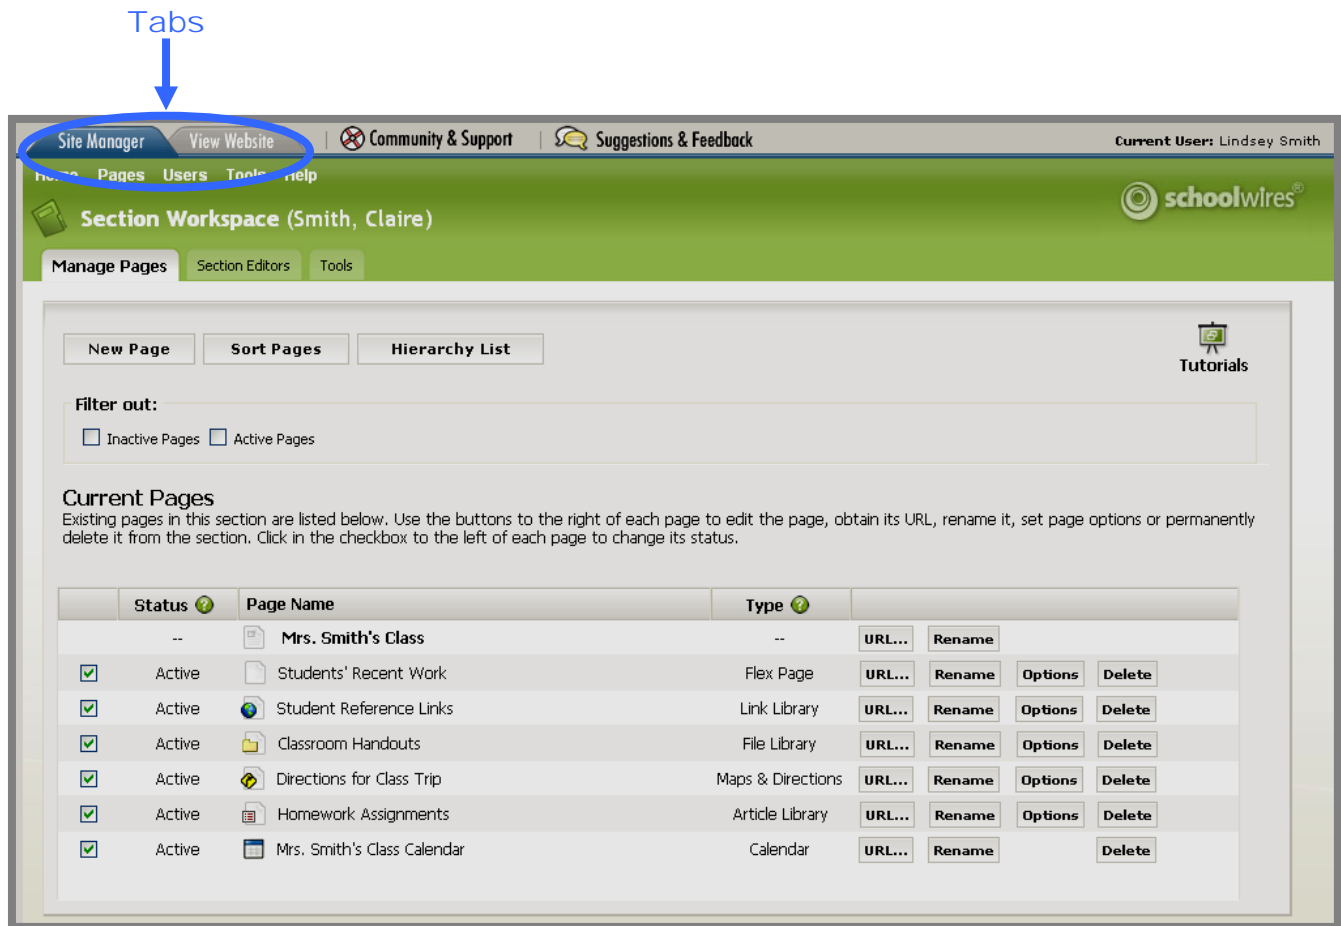 Tabs
Site Manager View Website Community & Support Suggestions & Feedback Current User: Lindsey Smith
Home Pages Users Tools Help
schoolwires®
Section Workspace (Smith, Claire)
Manage Pages Section Editors Tools
New Page Sort Pages Hierarchy List
Tutorials
Filter out:
Inactive Pages Active Pages
Current Pages
Existing pages in this section are listed below. Use the buttons to the right of each page to edit the page, obtain its URL, rename it, set page options or permanently
delete it from the section. Click in the checkbox to the left of each page to change its status.
Status ? Page Name Type ?
-- Mrs. Smith's Class -- URL... Rename
Active Students' Recent Work Flex Page URL... Rename Options Delete
Active Student Reference Links Link Library URL... Rename Options Delete
Active Classroom Handouts File Library URL... Rename Options Delete
Active Directions for Class Trip Maps & Directions URL... Rename Options Delete
Active Homework Assignments Article Library URL... Rename Options Delete
Active Mrs. Smith's Class Calendar Calendar URL... Rename Delete